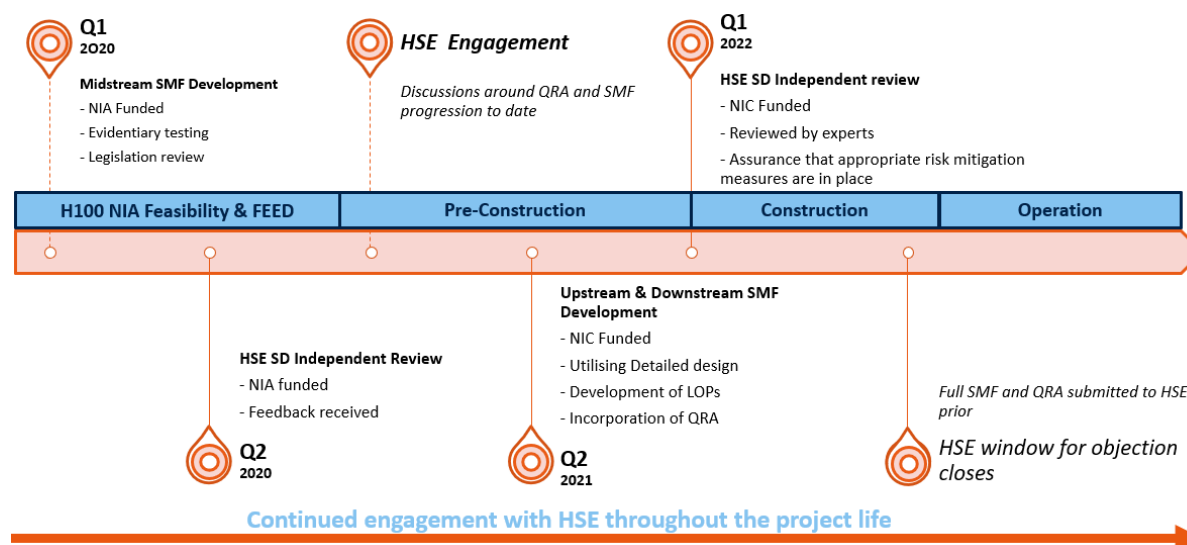 Q1
2O20
Midstream SMF Development
- NIA Funded
- Evidentiary testing
- Legislation review
HSE Engagement
Discussions around QRA and SMF
progression to date
Q1
2022
HSE SD Independent review
- NIC Funded
- Reviewed by experts
- Assurance that appropriate risk mitigation
measures are in place
H100 NIA Feasibility & FEED
Pre-Construction
Construction
Operation
HSE SD Independent Review
- NIA funded
- Feedback received
Q2
2020
Upstream & Downstream SMF
Development
- NIC Funded
- Utilising Detailed design
- Development of LOPs
- Incorporation of QRA
Q2
2021
Full SMF and QRA submitted to HSE
prior
HSE window for objection
closes
Continued engagement with HSE throughout the project life